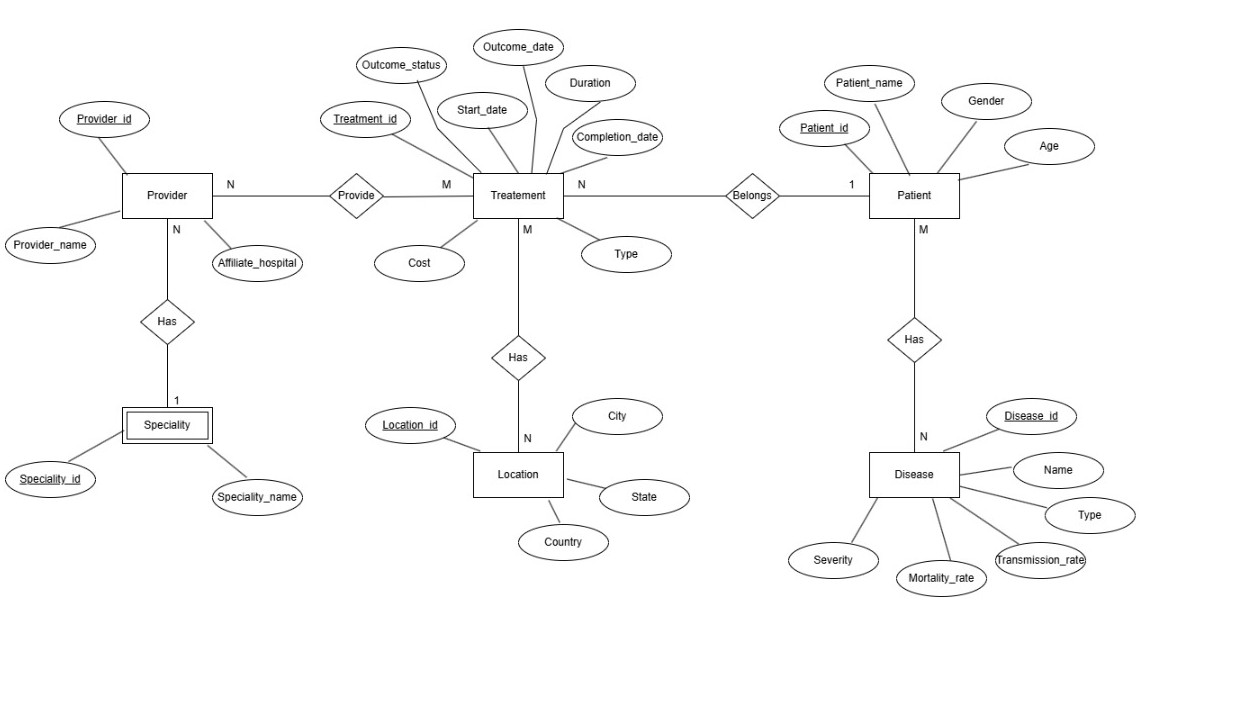 Outcome_date
Outcome_status
Duration
Patient_name
Gender
Provider_id
Treatment_id
Start_date
Completion_date
Patient_id
Age
Provider
N
Provide
M
Treatement
N
Belongs
1
Patient
N
M
M
Provider_name
Affiliate_hospital
Cost
Type
Has
Has
Has
1
Speciality
Location_id
City
Disease_id
N
N
Speciality_id
Speciality_name
Location
State
Disease
Name
Type
Country
Severity
Mortality_rate
Transmission_rate